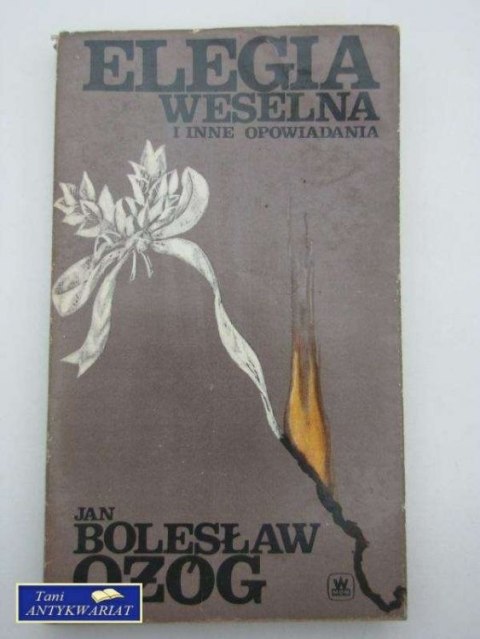 ELEGIA
WESELNA
I INNE OPOWIADANIA
JAN
BOLESŁAW
OŻÓG
Tani
ANTYKWARIAT